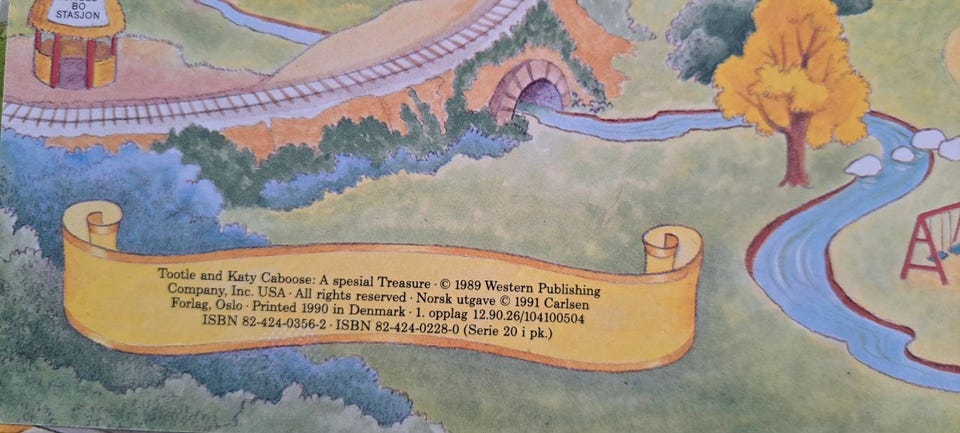 BO
STASJON
Tootle and Katy Caboose: A spesial Treasure · © 1989 Western Publishing
Company, Inc. USA · All rights reserved · Norsk utgave © 1991 Carlsen
Forlag, Oslo · Printed 1990 in Denmark · 1. opplag 12.90.26/104100504
ISBN 82-424-0356-2 · ISBN 82-424-0228-0 (Serie 20 i pk.)